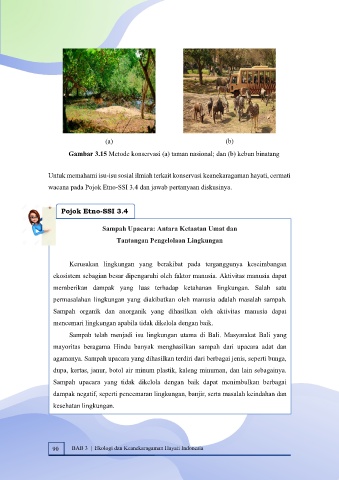 (a) (b)
Gambar 3.15 Metode konservasi (a) taman nasional; dan (b) kebun binatang
Untuk memahami isu-isu sosial ilmiah terkait konservasi keanekaragaman hayati, cermati
wacana pada Pojok Etno-SSI 3.4 dan jawab pertanyaan diskusinya.
Pojok Etno-SSI 3.4
Sampah Upacara: Antara Ketaatan Umat dan
Tantangan Pengelolaan Lingkungan
Kerusakan lingkungan yang berakibat pada terganggunya keseimbangan
ekosistem sebagian besar dipengaruhi oleh faktor manusia. Aktivitas manusia dapat
memberikan dampak yang luas terhadap ketahanan lingkungan. Salah satu
permasalahan lingkungan yang diakibatkan oleh manusia adalah masalah sampah.
Sampah organik dan anorganik yang dihasilkan oleh aktivitas manusia dapat
mencemari lingkungan apabila tidak dikelola dengan baik.
Sampah telah menjadi isu lingkungan utama di Bali. Masyarakat Bali yang
mayoritas beragama Hindu banyak menghasilkan sampah dari upacara adat dan
agamanya. Sampah upacara yang dihasilkan terdiri dari berbagai jenis, seperti bunga,
dupa, kertas, janur, botol air minum plastik, kaleng minuman, dan lain sebagainya.
Sampah upacara yang tidak dikelola dengan baik dapat menimbulkan berbagai
dampak negatif, seperti pencemaran lingkungan, banjir, serta masalah keindahan dan
kesehatan lingkungan.
90 BAB 3 | Ekologi dan Keanekaragaman Hayati Indonesia